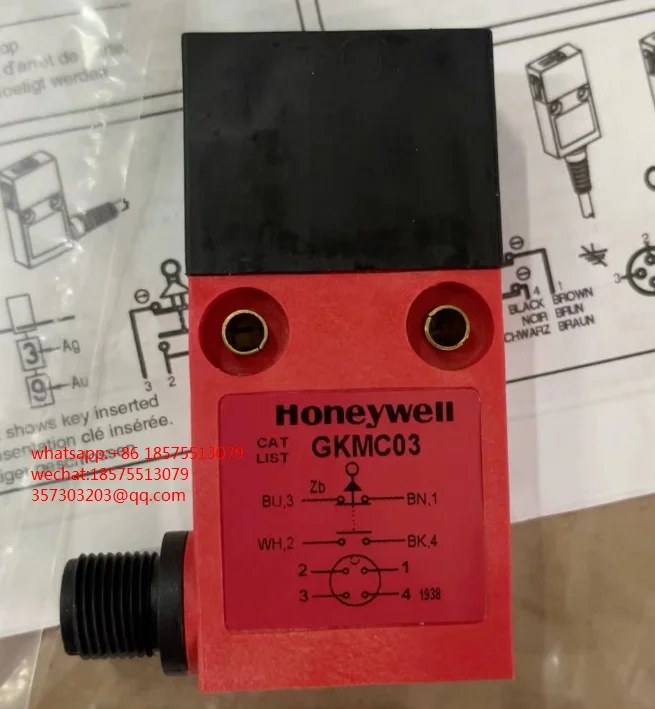 op
d'arrêt de
oeligt werden
3 Ag
9 Au
3 2
shows key inserted
sentation clé insérée.
4 1
BLACK BROWN
NOIR BRUN
CHWARZ BRAUN
3
Honeywell
CAT
LIST
GKMC03
Zb
BU,3 BN,1
WH,2 BK,4
2 1
3 4 1938
whatsapp:+86 18575513079
wechat:18575513079
357303203@qq.com